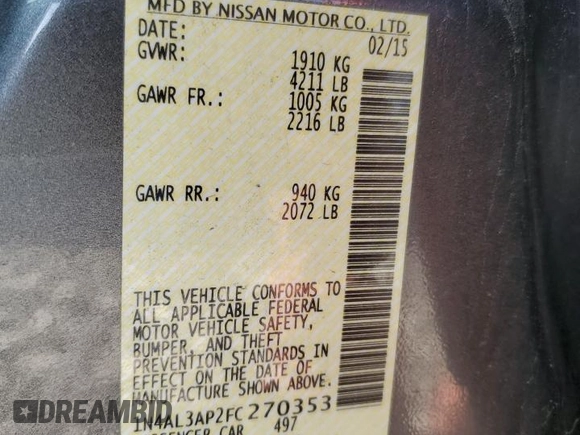 MFD BY NISSAN MOTOR CO., LTD.
DATE: 02/15
GVWR: 1910 KG
4211 LB
GAWR FR.: 1005 KG
2216 LB
GAWR RR.: 940 KG
2072 LB
THIS VEHICLE CONFORMS TO
ALL APPLICABLE FEDERAL
MOTOR VEHICLE SAFETY,
BUMPER, AND THEFT
PREVENTION STANDARDS IN
EFFECT ON THE DATE OF
MANUFACTURE SHOWN ABOVE.
1N4AL3AP2FC270353
PASSENGER CAR 497
DREAMBID